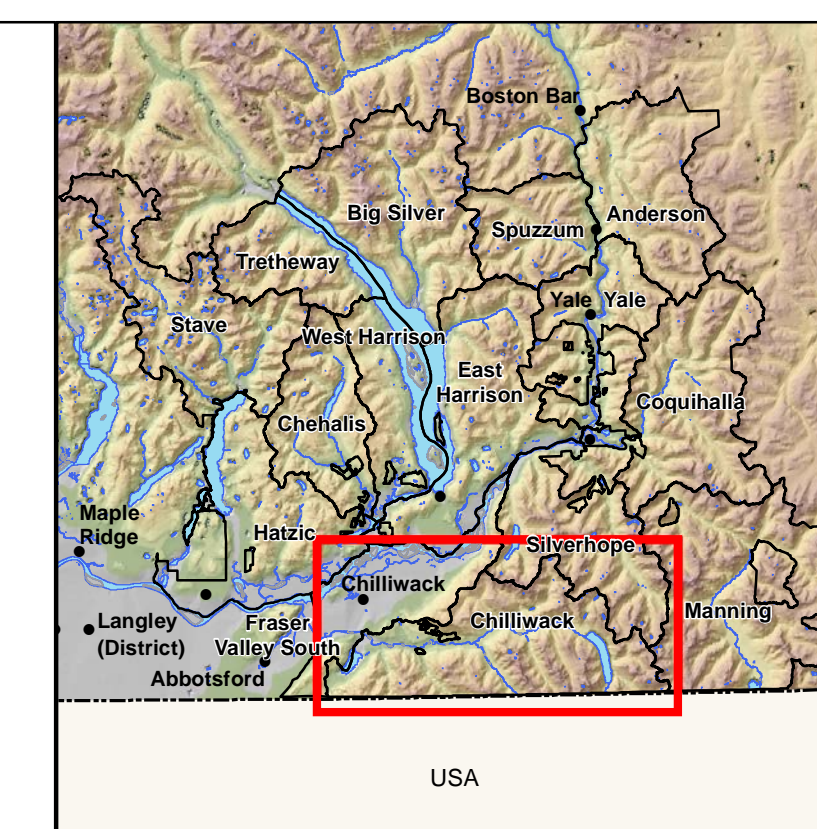 Boston Bar
Big Silver
Anderson
Spuzzum
Tretheway
Yale
Yale
Stave
West Harrison
East
Harrison
Coquihalla
Chehalis
Maple
Ridge
Hatzic
Silverhope
Chilliwack
Manning
Langley
(District)
Fraser
Valley South
Chilliwack
Abbotsford
USA